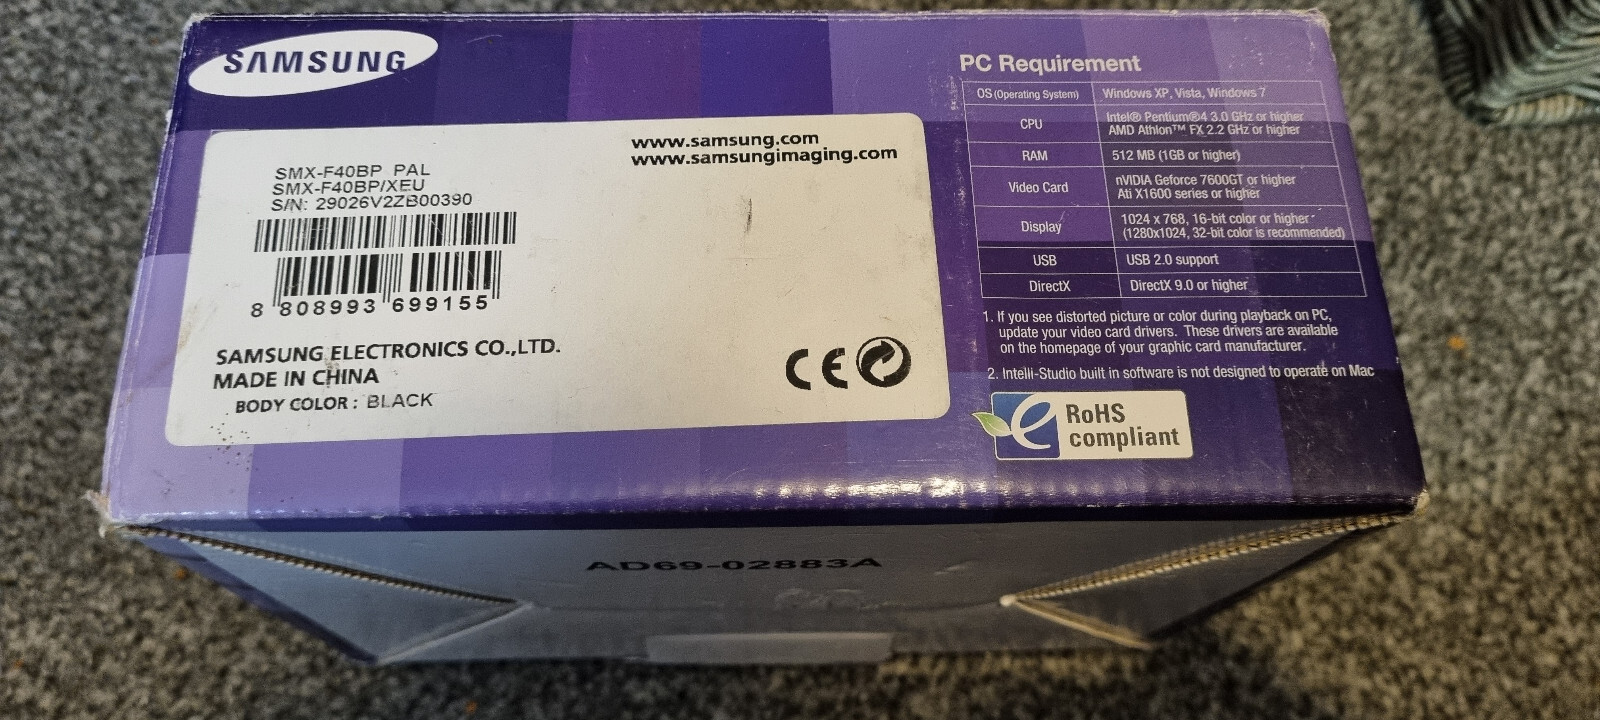 SAMSUNG
SMX-F40BP PAL
SMX-F40BP/XEU
S/N: 29026V2ZB00390
8 808993 699155
SAMSUNG ELECTRONICS CO.,LTD.
MADE IN CHINA
BODY COLOR : BLACK
www.samsung.com
www.samsungimaging.com
CE
PC Requirement
OS (Operating System) Windows XP, Vista, Windows 7
CPU Intel® Pentium®4 3.0 GHz or higher
AMD Athlon™ FX 2.2 GHz or higher
RAM 512 MB (1GB or higher)
Video Card nVIDIA Geforce 7600GT or higher
Ati X1600 series or higher
Display 1024 x 768, 16-bit color or higher
(1280x1024, 32-bit color is recommended)
USB USB 2.0 support
DirectX DirectX 9.0 or higher
1. If you see distorted picture or color during playback on PC,
update your video card drivers. These drivers are available
on the homepage of your graphic card manufacturer.
2. Intelli-Studio built in software is not designed to operate on Mac
e RoHS
compliant
AD69-02883A